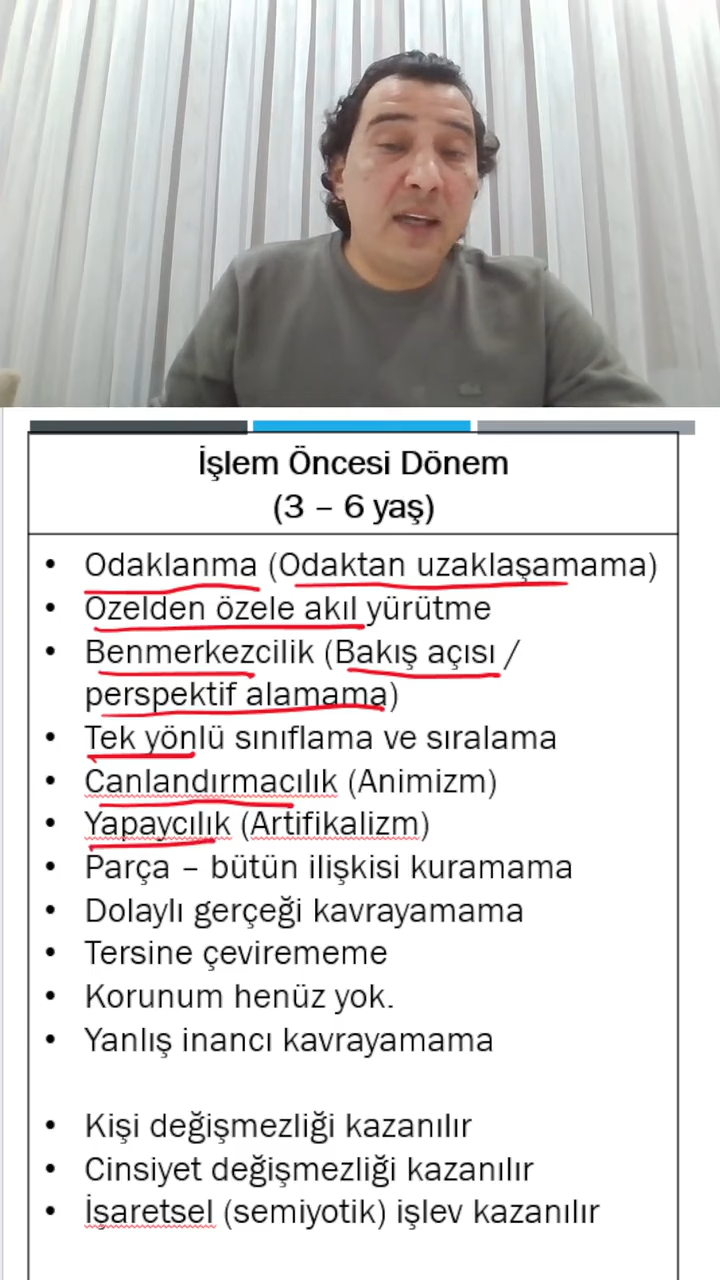 İşlem Öncesi Dönem
(3 – 6 yaş)
• Odaklanma (Odaktan uzaklaşamama)
• Özelden özele akıl yürütme
• Benmerkezcilik (Bakış açısı /
perspektif alamama)
• Tek yönlü sınıflama ve sıralama
• Canlandırmacılık (Animizm)
• Yapaycılık (Artifikalizm)
• Parça – bütün ilişkisi kuramama
• Dolaylı gerçeği kavrayamama
• Tersine çevirememe
• Korunum henüz yok.
• Yanlış inancı kavrayamama
• Kişi değişmezliği kazanılır
• Cinsiyet değişmezliği kazanılır
• İşaretsel (semiyotik) işlev kazanılır